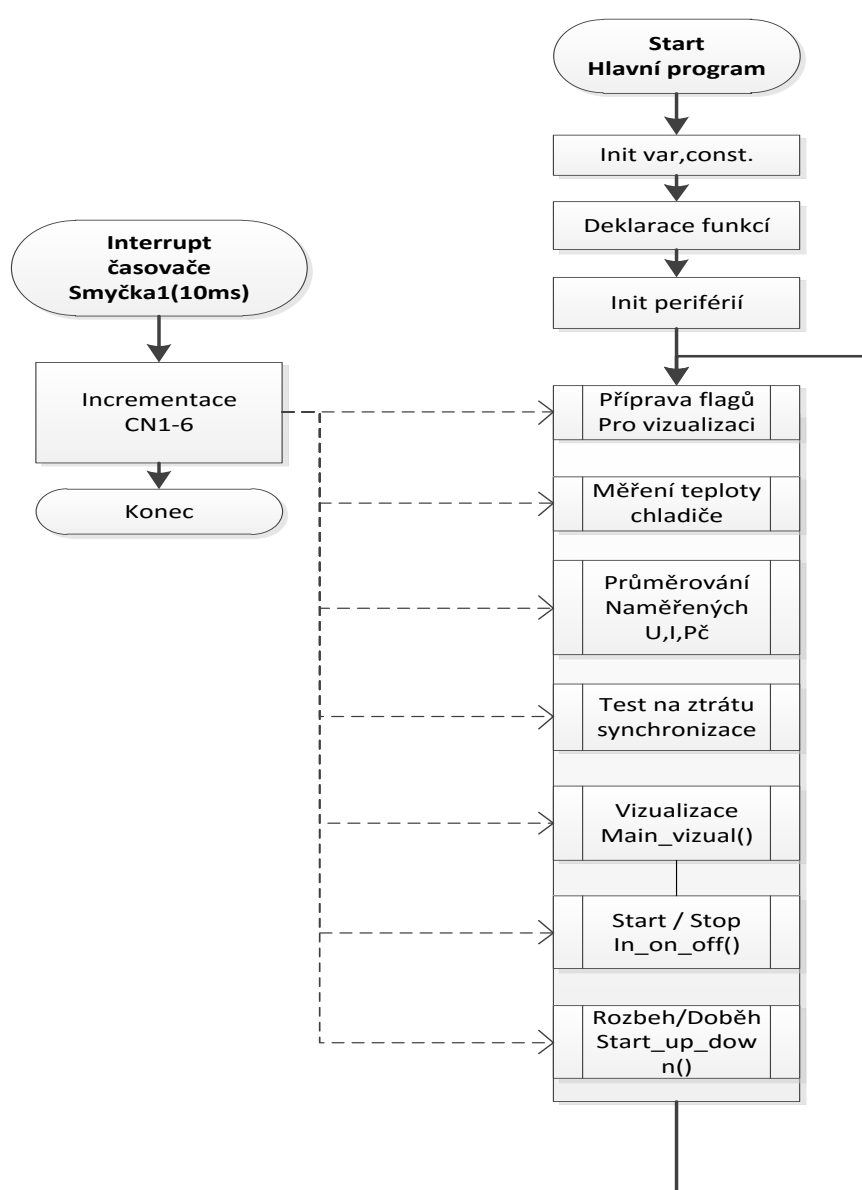 Start
Hlavní program
Init var,const.
Deklarace funkcí
Init periférií
Interrupt
časovače
Smyčka1(10ms)
Incrementace
CN1-6
Konec
Příprava flagů
Pro vizualizaci
Měření teploty
chladiče
Průměrování
Naměřených
U,I,Pč
Test na ztrátu
synchronizace
Vizualizace
Main_vizual()
Start / Stop
In_on_off()
Rozbeh/Doběh
Start_up_dow
n()